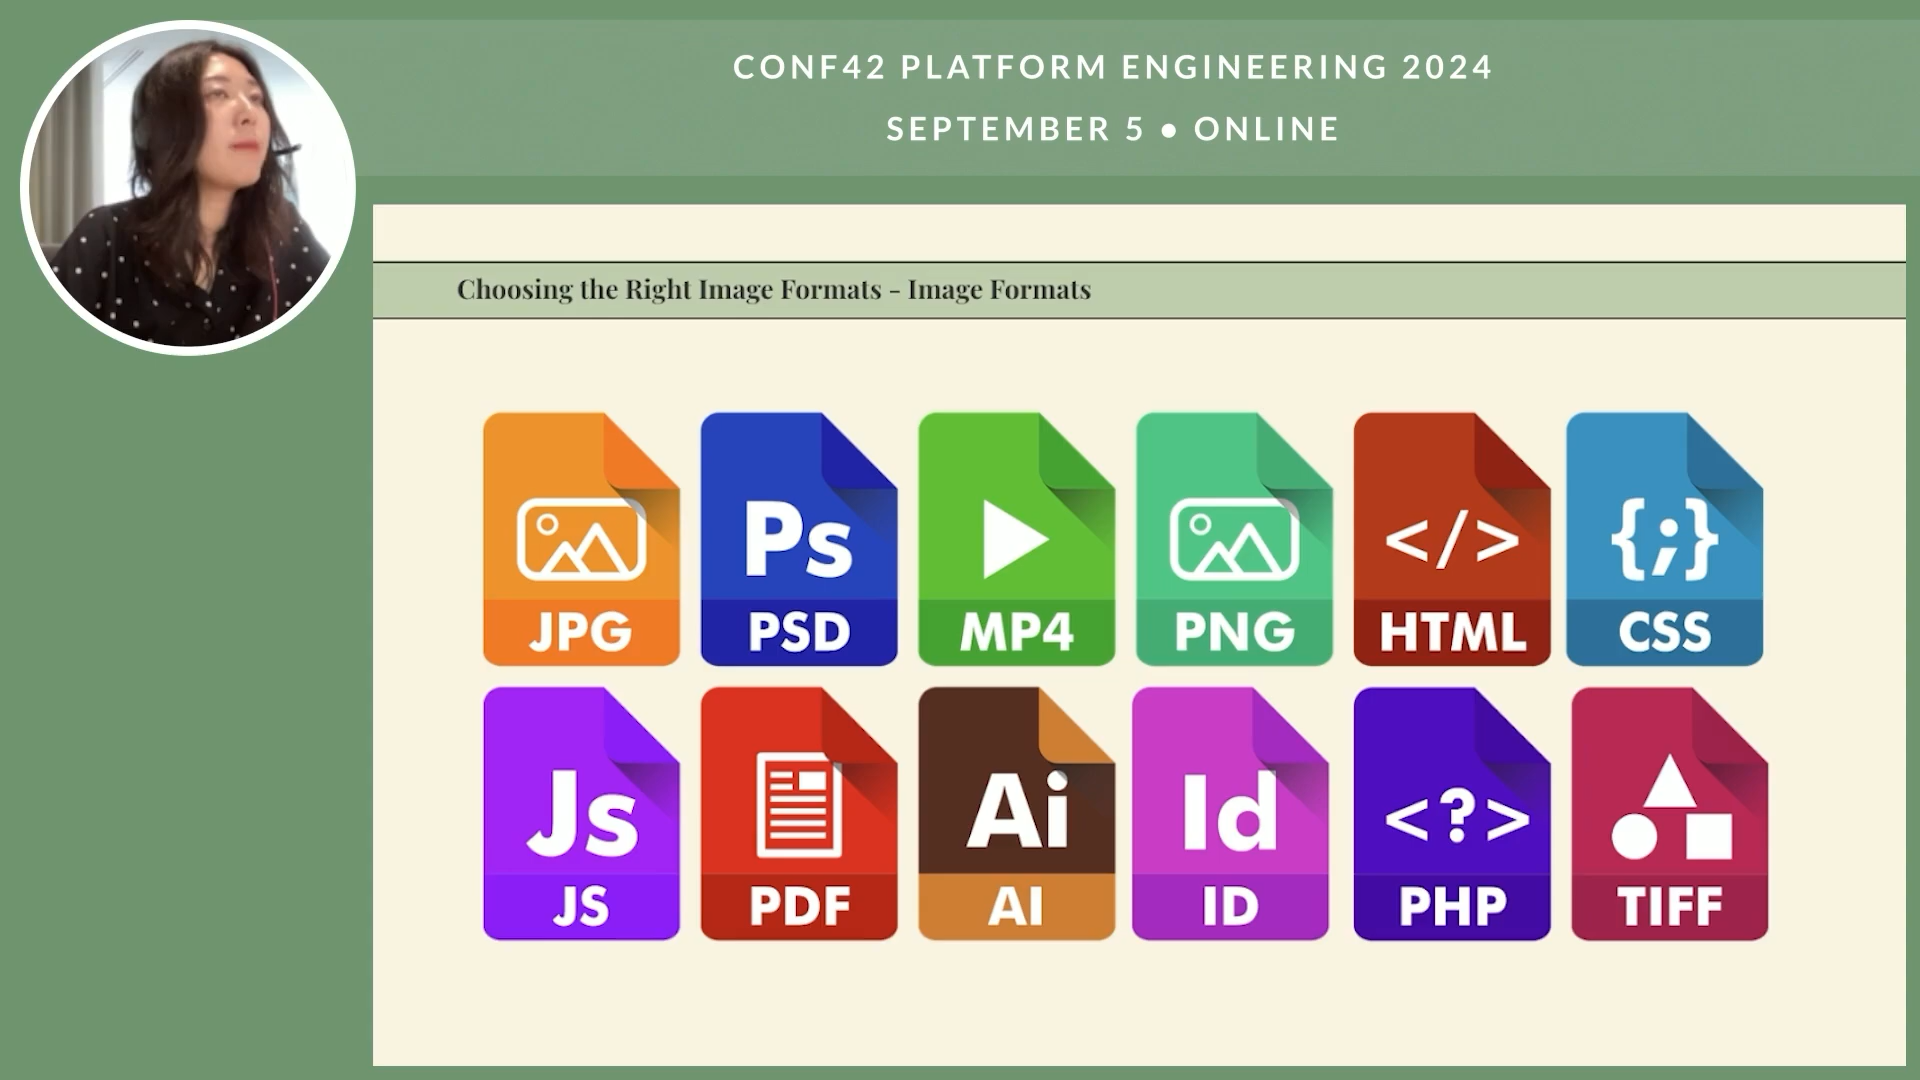 CONF42 PLATFORM ENGINEERING 2024
SEPTEMBER 5 • ONLINE
Choosing the Right Image Formats - Image Formats
JPG
Ps
PSD
MP4
PNG
</>
HTML
{;}
CSS
Js
JS
PDF
Ai
AI
Id
ID
<?>
PHP
TIFF